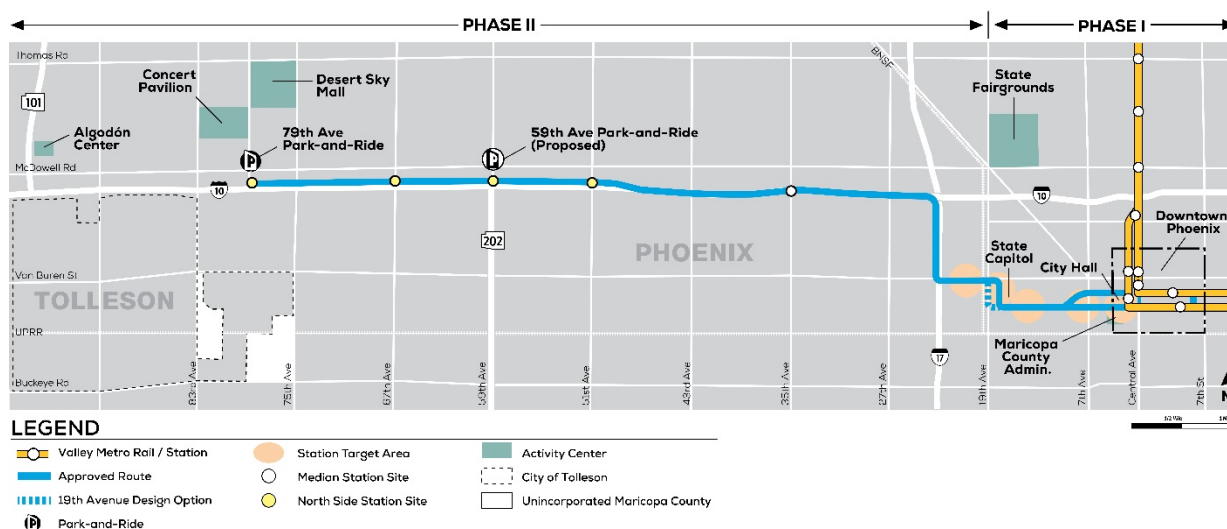 PHASE II
PHASE I
Thomas Rd
BNSF
Concert
Pavilion
Desert Sky
Mall
State
Fairgrounds
101
Algodón
Center
79th Ave
Park-and-Ride
59th Ave Park-and-Ride
(Proposed)
P
P
McDowell Rd
10
10
202
PHOENIX
Downtown
Phoenix
State
Capitol
City Hall
Van Buren St
TOLLESON
UPRR
Maricopa
County
Admin.
17
Buckeye Rd
83rd Ave
75th Ave
67th Ave
59th Ave
51st Ave
43rd Ave
35th Ave
27th Ave
19th Ave
7th Ave
Central Ave
7th St
LEGEND
Valley Metro Rail / Station
Station Target Area
Activity Center
Approved Route
Median Station Site
City of Tolleson
19th Avenue Design Option
North Side Station Site
Unincorporated Maricopa County
P
Park-and-Ride